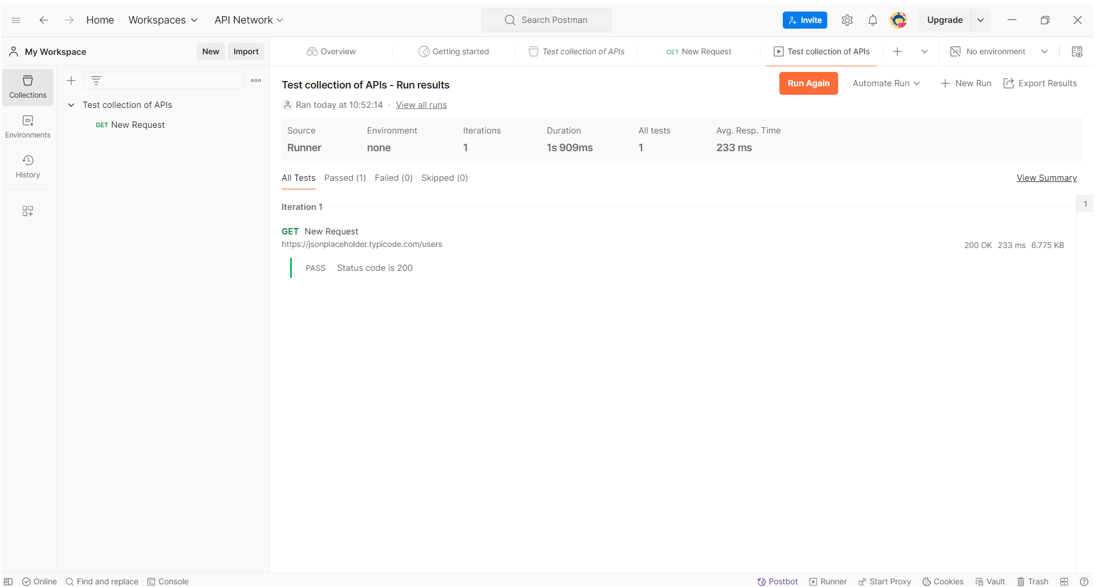 Home Workspaces API Network Search Postman Invite Upgrade
My Workspace New Import Overview Getting started Test collection of APIs GET New Request Test collection of APIs No environment
Collections
Environments
History
Test collection of APIs
GET New Request
Test collection of APIs - Run results Run Again Automate Run New Run Export Results
Ran today at 10:52:14 · View all runs
Source Environment Iterations Duration All tests Avg. Resp. Time
Runner none 1 1s 909ms 1 233 ms
All Tests Passed (1) Failed (0) Skipped (0) View Summary
Iteration 1 1
GET New Request
https://jsonplaceholder.typicode.com/users 200 OK 233 ms 6.775 KB
PASS Status code is 200
Online Find and replace Console Postbot Runner Start Proxy Cookies Vault Trash